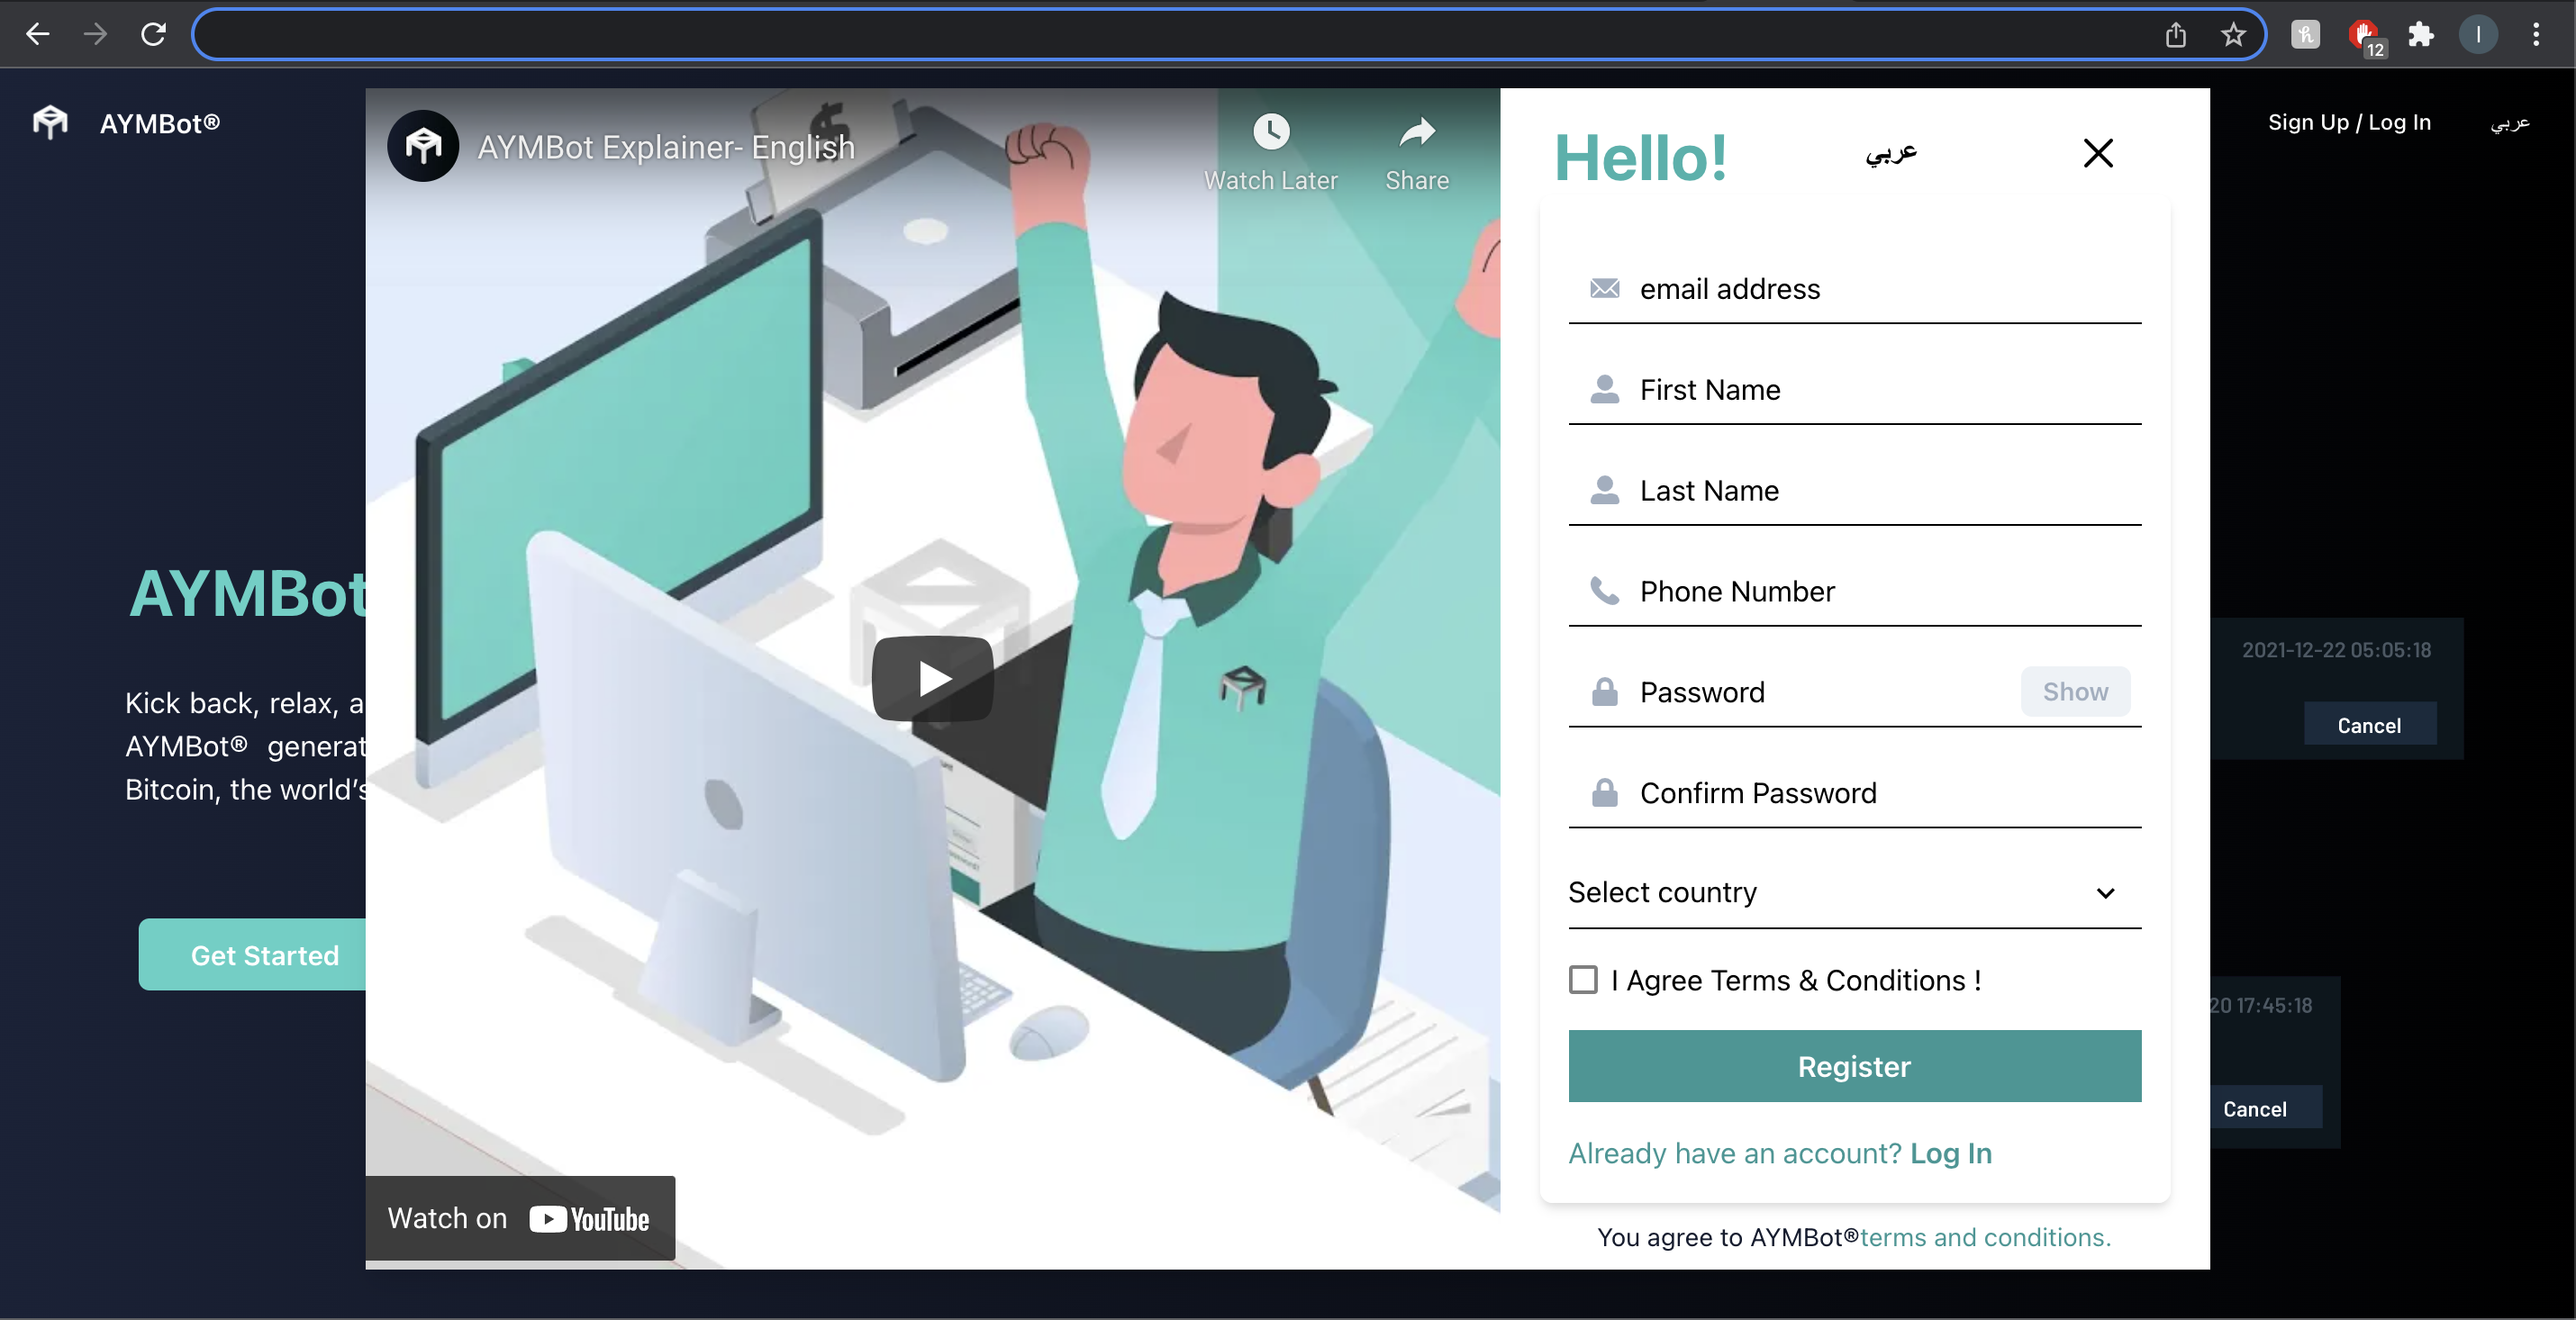 12
I
AYMBot®
Sign Up / Log In
عربي
AYMBot Explainer- English
Watch Later
Share
Watch on YouTube
Hello!
عربي
email address
First Name
Last Name
Phone Number
Password
Show
Confirm Password
Select country
I Agree Terms & Conditions !
Register
Already have an account? Log In
You agree to AYMBot®terms and conditions.
AYMBot
Kick back, relax, a
AYMBot® generat
Bitcoin, the world's
Get Started
2021-12-22 05:05:18
Cancel
20 17:45:18
Cancel